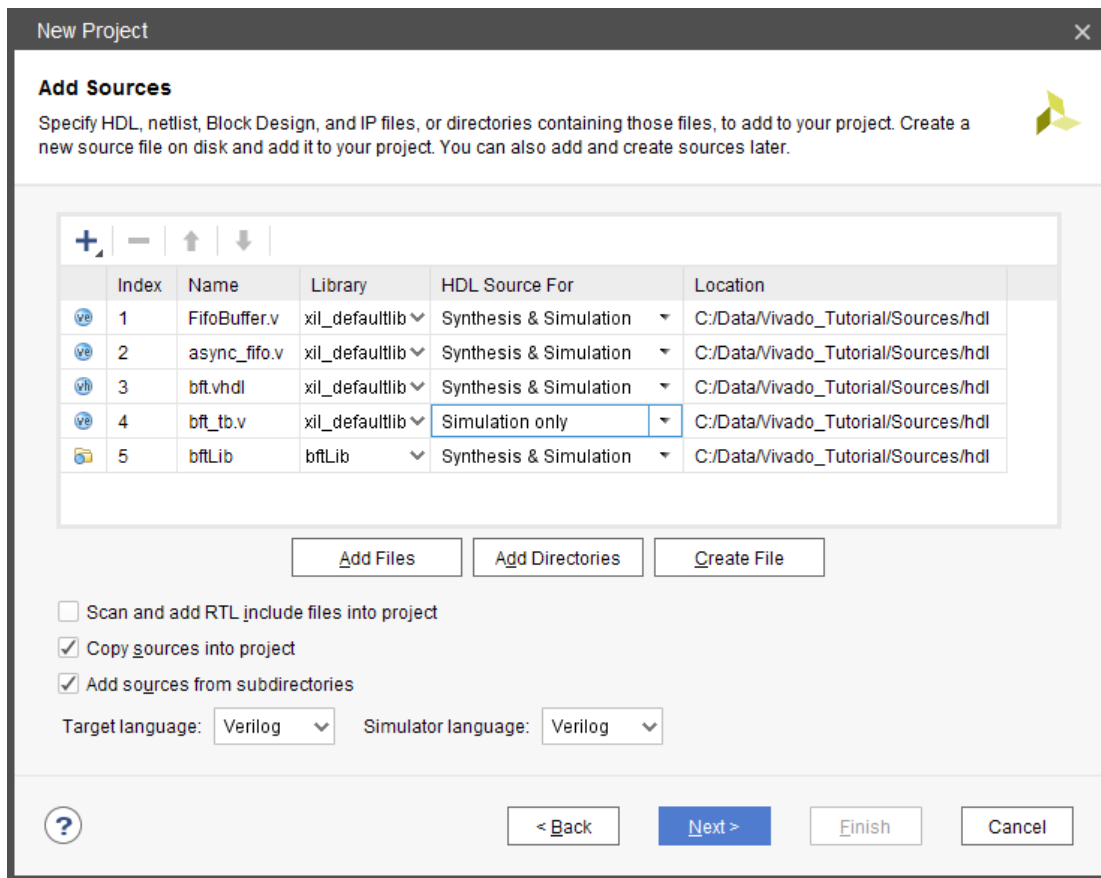 New Project
Add Sources
Specify HDL, netlist, Block Design, and IP files, or directories containing those files, to add to your project. Create a
new source file on disk and add it to your project. You can also add and create sources later.
Index Name Library HDL Source For Location
ve 1 FifoBuffer.v xil_defaultlib Synthesis & Simulation C:/Data/Vivado_Tutorial/Sources/hdl
ve 2 async_fifo.v xil_defaultlib Synthesis & Simulation C:/Data/Vivado_Tutorial/Sources/hdl
vh 3 bft.vhdl xil_defaultlib Synthesis & Simulation C:/Data/Vivado_Tutorial/Sources/hdl
ve 4 bft_tb.v xil_defaultlib Simulation only C:/Data/Vivado_Tutorial/Sources/hdl
5 bftLib bftLib Synthesis & Simulation C:/Data/Vivado_Tutorial/Sources/hdl
Add Files Add Directories Create File
Scan and add RTL include files into project
Copy sources into project
Add sources from subdirectories
Target language: Verilog Simulator language: Verilog
? < Back Next > Finish Cancel